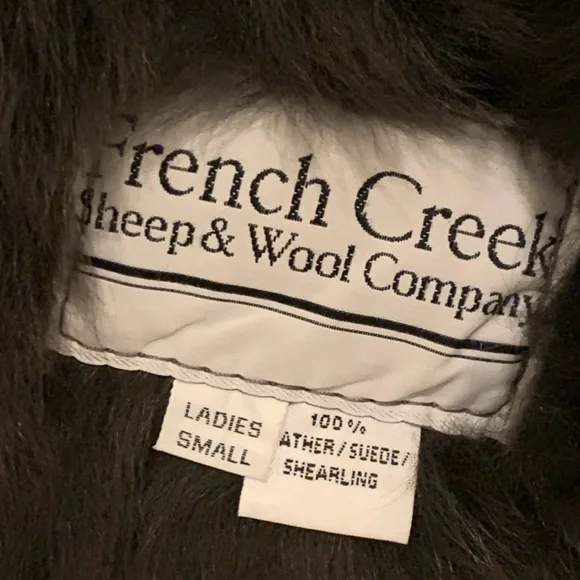 French Creek
Sheep & Wool Company
LADIES
SMALL
100%
ATHER/SUEDE/
SHEARLING